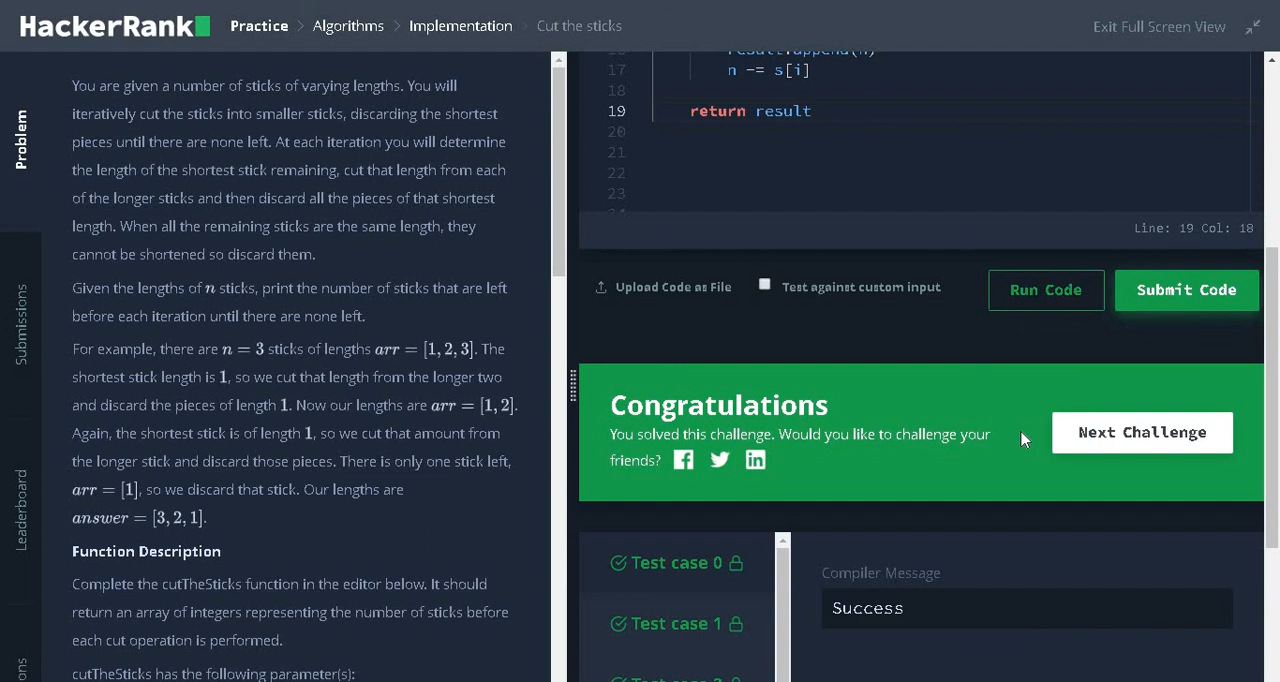 HackerRank Practice > Algorithms > Implementation > Cut the sticks Exit Full Screen View
Problem
Submissions
Leaderboard
You are given a number of sticks of varying lengths. You will
iteratively cut the sticks into smaller sticks, discarding the shortest
pieces until there are none left. At each iteration you will determine
the length of the shortest stick remaining, cut that length from each
of the longer sticks and then discard all the pieces of that shortest
length. When all the remaining sticks are the same length, they
cannot be shortened so discard them.
Given the lengths of n sticks, print the number of sticks that are left
before each iteration until there are none left.
For example, there are n = 3 sticks of lengths arr = [1, 2, 3]. The
shortest stick length is 1, so we cut that length from the longer two
and discard the pieces of length 1. Now our lengths are arr = [1, 2].
Again, the shortest stick is of length 1, so we cut that amount from
the longer stick and discard those pieces. There is only one stick left,
arr = [1], so we discard that stick. Our lengths are
answer = [3, 2, 1].
Function Description
Complete the cutTheSticks function in the editor below. It should
return an array of integers representing the number of sticks before
each cut operation is performed.
cutTheSticks has the following parameter(s):
17 n -= s[i]
18
19 return result
20
21
22
23
Line: 19 Col: 18
Upload Code as File Test against custom input Run Code Submit Code
Congratulations
You solved this challenge. Would you like to challenge your
friends?
Next Challenge
Test case 0
Test case 1
Compiler Message
Success